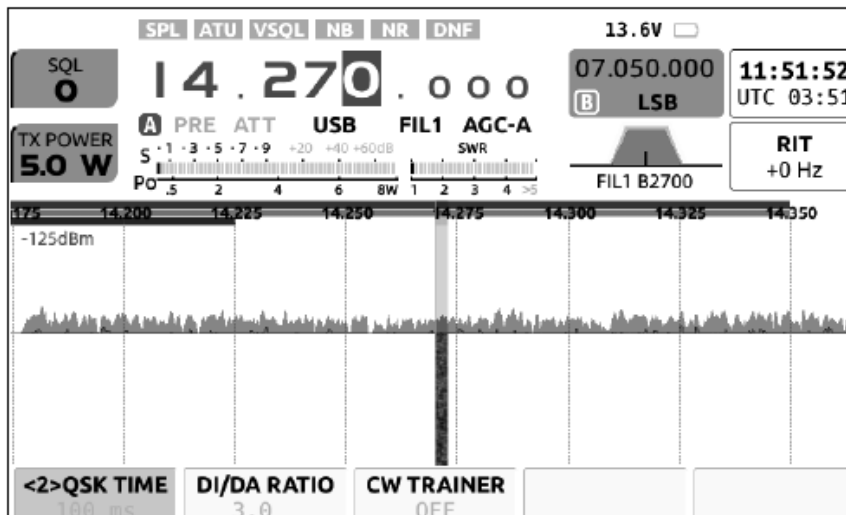 SPL ATU VSQL NB NR DNF 13.6V
SQL
0
14.270.000
07.050.000
B LSB
11:51:52
UTC 03:51
A PRE ATT USB FIL1 AGC-A
TX POWER
5.0 W
S ·1 ·3 ·5 ·7 ·9 +20 +40 +60dB SWR
Po .5 2 4 6 8W 1 2 3 4 >5
FIL1 B2700
RIT
+0 Hz
175 14.200 14.225 14.250 14.275 14.300 14.325 14.350
-125dBm
<2>QSK TIME DI/DA RATIO CW TRAINER
100 ms 3.0 OFF